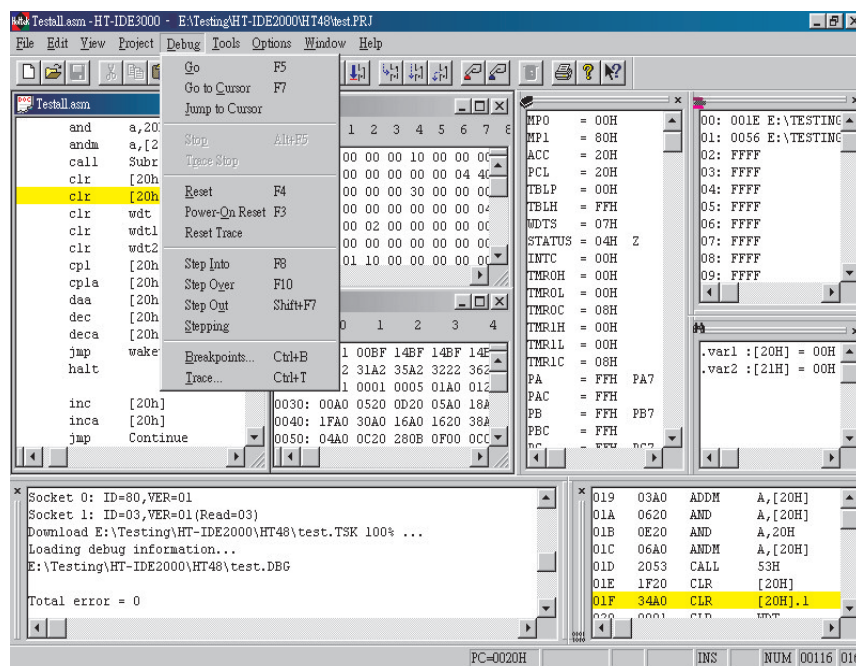 HOLTEK Testall.asm - HT-IDE3000 - E:\Testing\HT-IDE2000\HT48\test.PRJ
File Edit View Project Debug Tools Options Window Help
Go F5
Go to Cursor F7
Jump to Cursor
Stop Alt+F5
Trace Stop
Reset F4
Power-On Reset F3
Reset Trace
Step Into F8
Step Over F10
Step Out Shift+F7
Stepping
Breakpoints... Ctrl+B
Trace... Ctrl+T
Testall.asm
and a,20
andm a,[2
call Subr
clr [20h
clr [20h
clr wdt
clr wdt1
clr wdt2
cpl [20h
cpla [20h
daa [20h
dec [20h
deca [20h
jmp wake
halt
inc [20h]
inca [20h]
jmp Continue
1 2 3 4 5 6 7 8
00 00 00 10 00 00 00
00 00 00 00 00 04 40
00 00 00 30 00 00 00
00 00 00 00 00 00 04
00 02 00 00 00 00
00 00 00 00 00 00 00
01 10 00 00 00 00 00
0 1 2 3 4
1 00BF 14BF 14BF 14B
2 31A2 35A2 3222 362
1 0001 0005 01A0 012
0030: 00A0 0520 0D20 05A0 18A
0040: 1FA0 30A0 16A0 1620 38A
0050: 04A0 0C20 280B 0F00 0CC
MP0 = 00H
MP1 = 80H
ACC = 20H
PCL = 20H
TBLP = 00H
TBLH = FFH
WDTS = 07H
STATUS = 04H Z
INTC = 00H
TMR0H = 00H
TMR0L = 00H
TMR0C = 08H
TMR1H = 00H
TMR1L = 00H
TMR1C = 08H
PA = FFH PA7
PAC = FFH
PB = FFH PB7
PBC = FFH
PC = FFH PC7
00: 001E E:\TESTING
01: 0056 E:\TESTING
02: FFFF
03: FFFF
04: FFFF
05: FFFF
06: FFFF
07: FFFF
08: FFFF
09: FFFF
.var1 :[20H] = 00H
.var2 :[21H] = 00H
Socket 0: ID=80,VER=01
Socket 1: ID=03,VER=01(Read=03)
Download E:\Testing\HT-IDE2000\HT48\test.TSK 100% ...
Loading debug information...
E:\Testing\HT-IDE2000\HT48\test.DBG
Total error = 0
019 03A0 ADDM A,[20H]
01A 0620 AND A,[20H]
01B 0E20 AND A,20H
01C 06A0 ANDM A,[20H]
01D 2053 CALL 53H
01E 1F20 CLR [20H]
01F 34A0 CLR [20H].1
020 0001 CLR WDT
PC=0020H INS NUM 00116 016